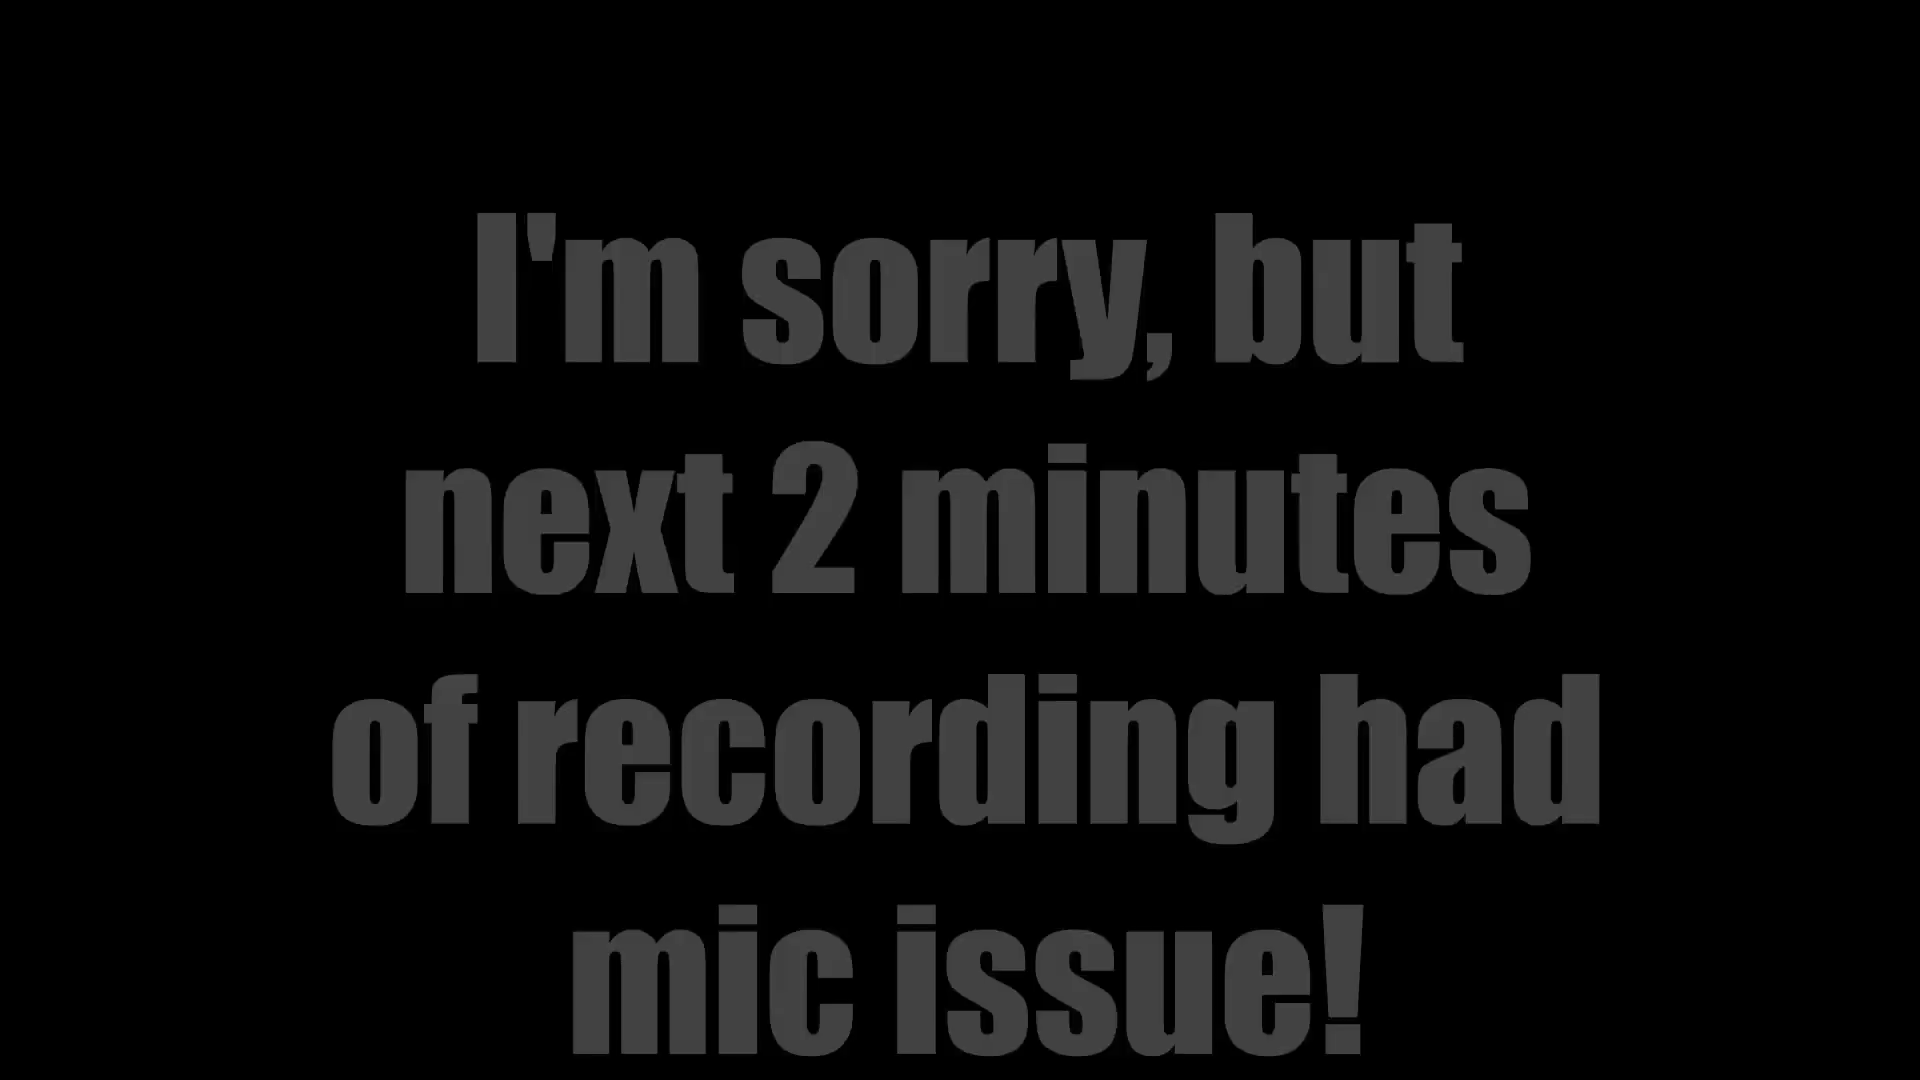 I'm sorry, but
next 2 minutes
of recording had
mic issue!